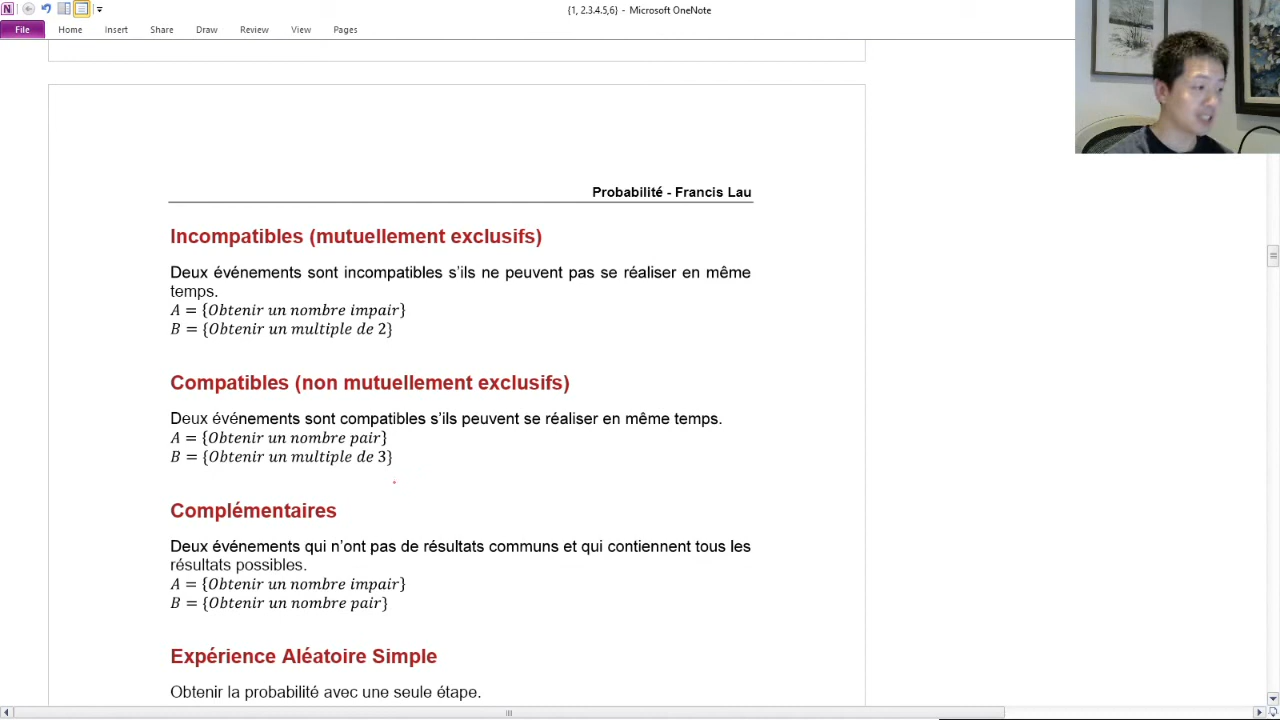 {1, 2.3.4.5,6} - Microsoft OneNote
File Home Insert Share Draw Review View Pages
Probabilité - Francis Lau
Incompatibles (mutuellement exclusifs)
Deux événements sont incompatibles s’ils ne peuvent pas se réaliser en même
temps.
A = {Obtenir un nombre impair}
B = {Obtenir un multiple de 2}
Compatibles (non mutuellement exclusifs)
Deux événements sont compatibles s’ils peuvent se réaliser en même temps.
A = {Obtenir un nombre pair}
B = {Obtenir un multiple de 3}
Complémentaires
Deux événements qui n’ont pas de résultats communs et qui contiennent tous les
résultats possibles.
A = {Obtenir un nombre impair}
B = {Obtenir un nombre pair}
Expérience Aléatoire Simple
Obtenir la probabilité avec une seule étape.